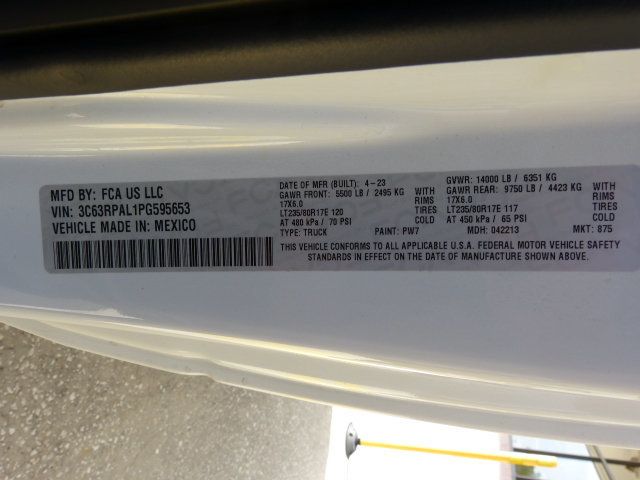 MFD BY: FCA US LLC
VIN: 3C63RPAL1PG595653
VEHICLE MADE IN: MEXICO
DATE OF MFR (BUILT): 4-23 GVWR: 14000 LB / 6351 KG
GAWR FRONT: 5500 LB / 2495 KG WITH GAWR REAR: 9750 LB / 4423 KG WITH
17X6.0 RIMS 17X6.0 RIMS
LT235/80R17E 120 TIRES LT235/80R17E 117 TIRES
AT 480 kPa / 70 PSI COLD AT 450 kPa / 65 PSI COLD
TYPE: TRUCK PAINT: PW7 MDH: 042213 MKT: 875
THIS VEHICLE CONFORMS TO ALL APPLICABLE U.S.A. FEDERAL MOTOR VEHICLE SAFETY
STANDARDS IN EFFECT ON THE DATE OF MANUFACTURE SHOWN ABOVE.